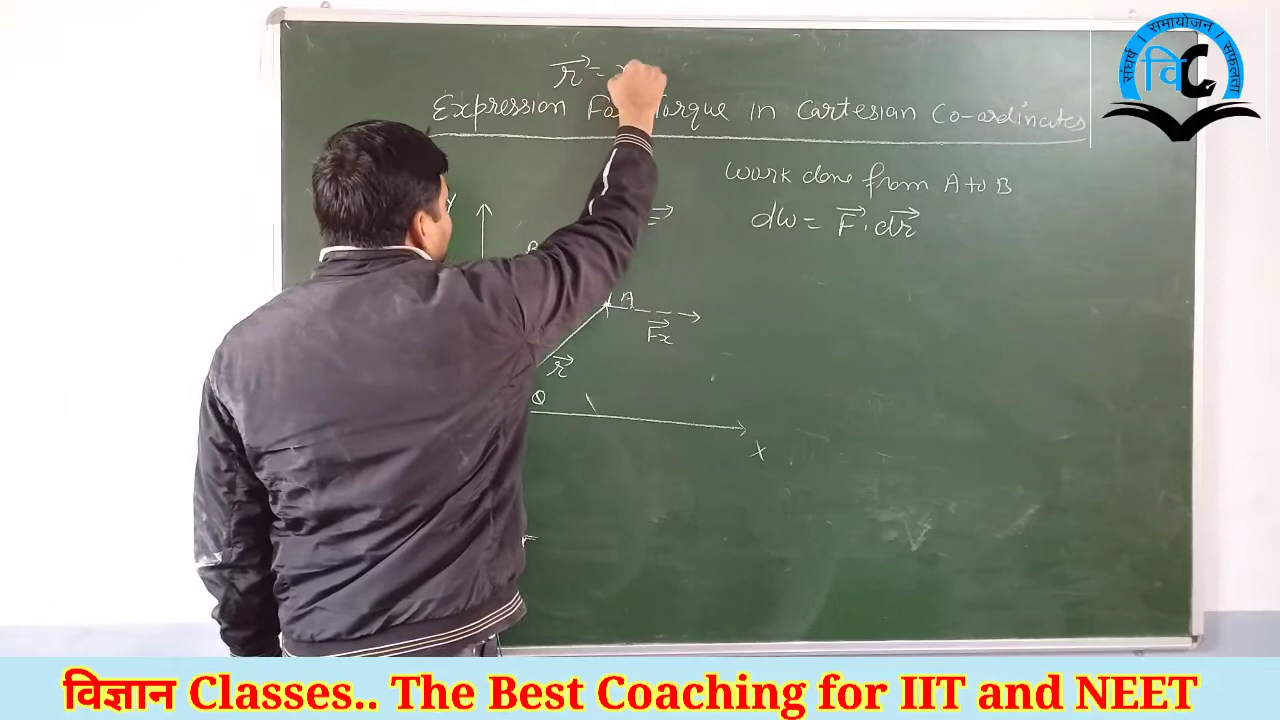 r =
Expression For Torque in Cartesian Co-ordinates
संघर्ष । समायोजन । सफलता
वि C
Work done from A to B
dw = F . dr
Y
B
A
Fx
r
Q
X
विज्ञान Classes.. The Best Coaching for IIT and NEET